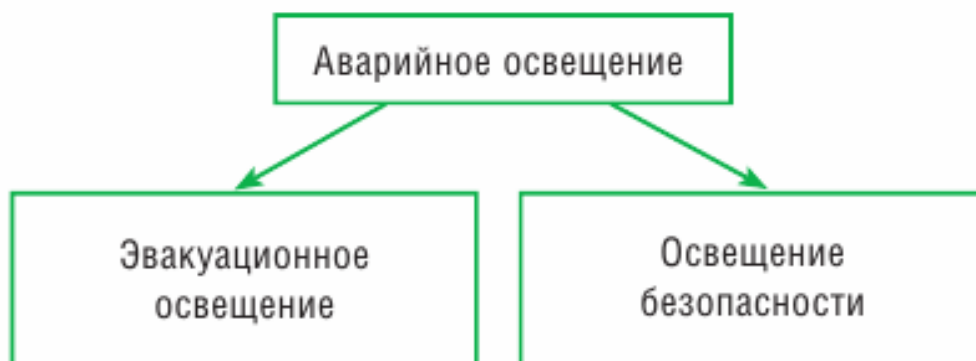 Аварийное освещение
Эвакуационное
освещение
Освещение
безопасности